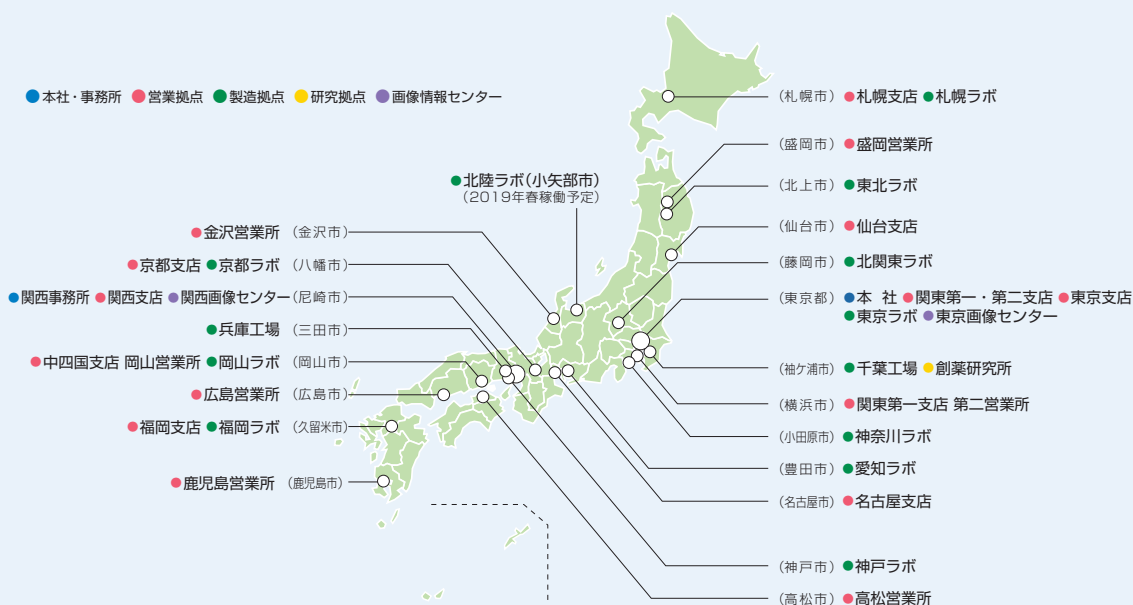 ●本社・事務所 ●営業拠点 ●製造拠点 ●研究拠点 ●画像情報センター
●北陸ラボ(小矢部市)
(2019年春稼働予定)
●金沢営業所 (金沢市)
●京都支店 ●京都ラボ (八幡市)
●関西事務所 ●関西支店 ●関西画像センター (尼崎市)
●兵庫工場 (三田市)
●中四国支店 岡山営業所 ●岡山ラボ (岡山市)
●広島営業所 (広島市)
●福岡支店 ●福岡ラボ (久留米市)
●鹿児島営業所 (鹿児島市)
(札幌市) ●札幌支店 ●札幌ラボ
(盛岡市) ●盛岡営業所
(北上市) ●東北ラボ
(仙台市) ●仙台支店
(藤岡市) ●北関東ラボ
(東京都) ●本 社 ●関東第一・第二支店 ●東京支店
●東京ラボ ●東京画像センター
(袖ケ浦市) ●千葉工場 ●創薬研究所
(横浜市) ●関東第一支店 第二営業所
(小田原市) ●神奈川ラボ
(豊田市) ●愛知ラボ
(名古屋市) ●名古屋支店
(神戸市) ●神戸ラボ
(高松市) ●高松営業所